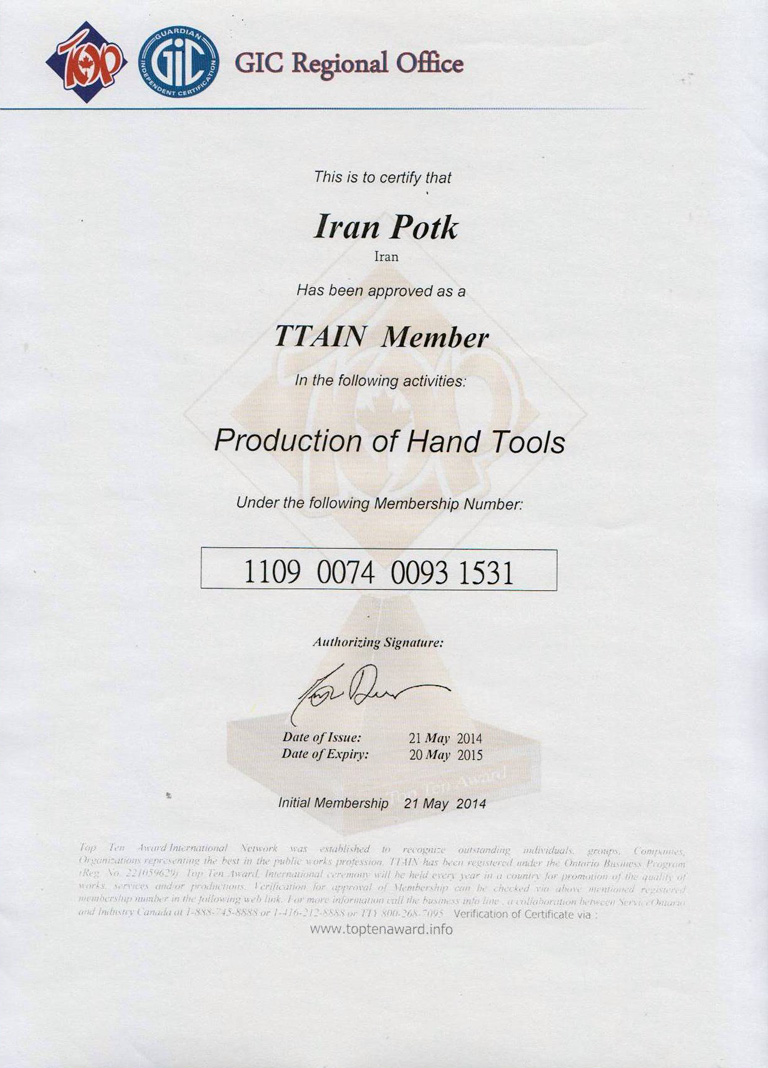 TOP
GUARDIAN
GIC
INDEPENDENT CERTIFICATION
GIC Regional Office
This is to certify that
Iran Potk
Iran
Has been approved as a
TTAIN Member
In the following activities:
Production of Hand Tools
Under the following Membership Number:
1109 0074 0093 1531
Authorizing Signature:
Date of Issue: 21 May 2014
Date of Expiry: 20 May 2015
Top Ten Award
Initial Membership 21 May 2014
Top Ten Award International Network was established to recognize outstanding individuals, groups, Companies,
Organizations representing the best in the public works profession. TTAIN has been registered under the Ontario Business Program
(Reg. No. 221059629) Top Ten Award, International ceremony will be held every year in a country for promotion of the quality of
works, services and/or productions. Verification for approval of Membership can be checked via above mentioned registered
membership number in the following web link. For more information call the business info line, a collaboration between ServiceOntario
and Industry Canada at 1-888-745-8888 or 1-416-212-8888 or TTY 800-268-7095 Verification of Certificate via :
www.toptenaward.info